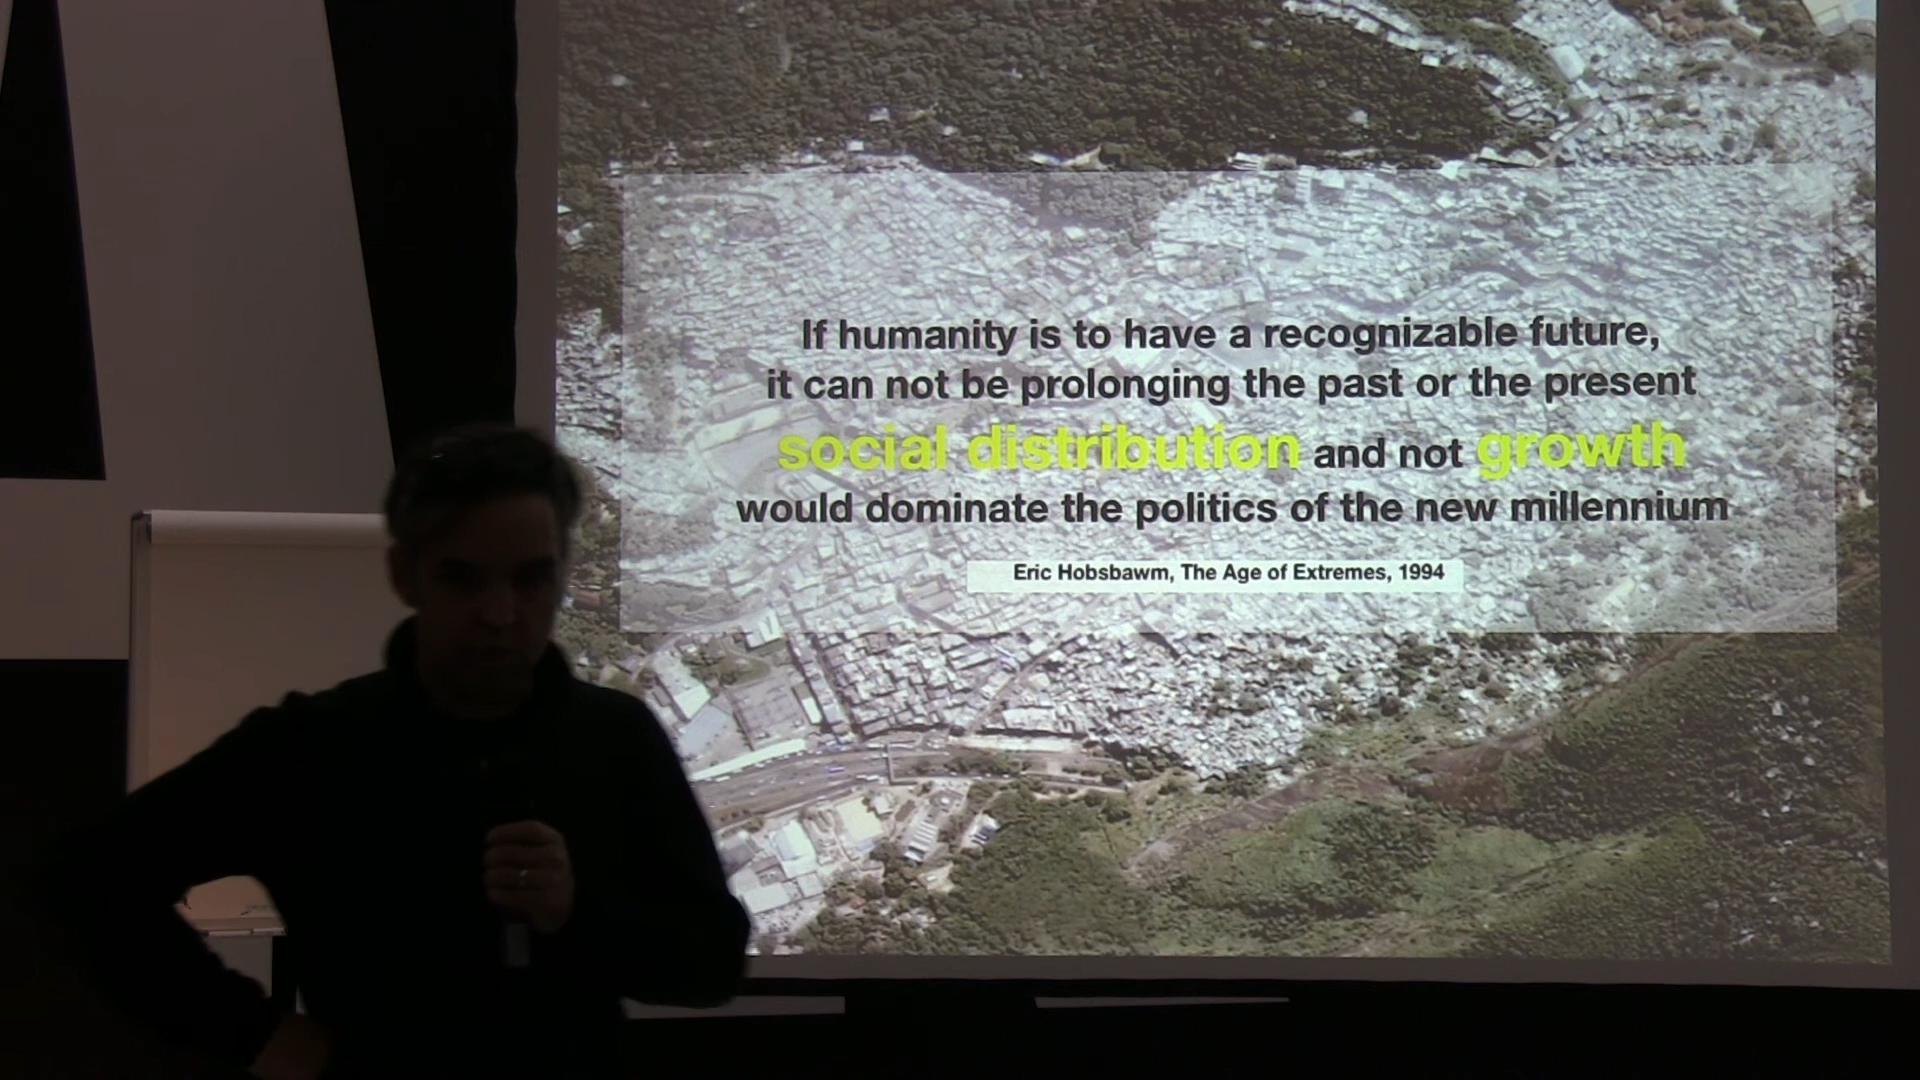 If humanity is to have a recognizable future,
it can not be prolonging the past or the present
social distribution and not growth
would dominate the politics of the new millennium
Eric Hobsbawm, The Age of Extremes, 1994